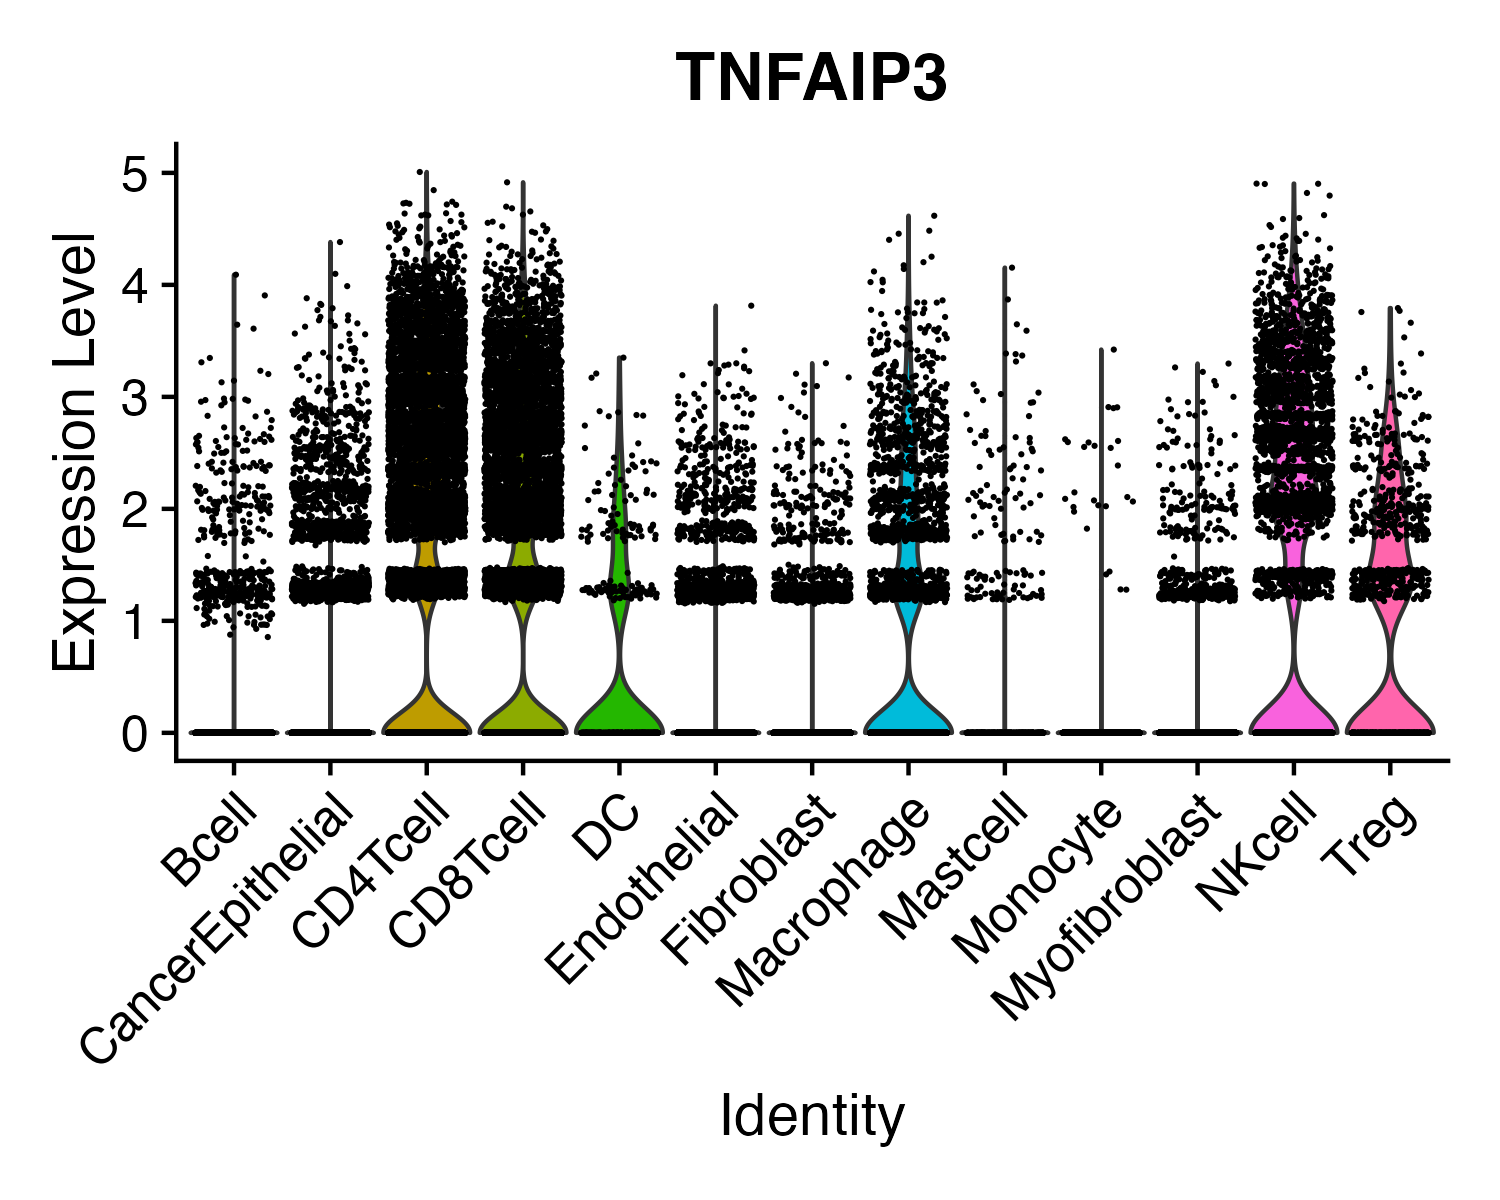 TNFAIP3
Expression Level
5
4
3
2
1
0
Bcell
CancerEpithelial
CD4Tcell
CD8Tcell
DC
Endothelial
Fibroblast
Macrophage
Mastcell
Monocyte
Myofibroblast
NKcell
Treg
Identity